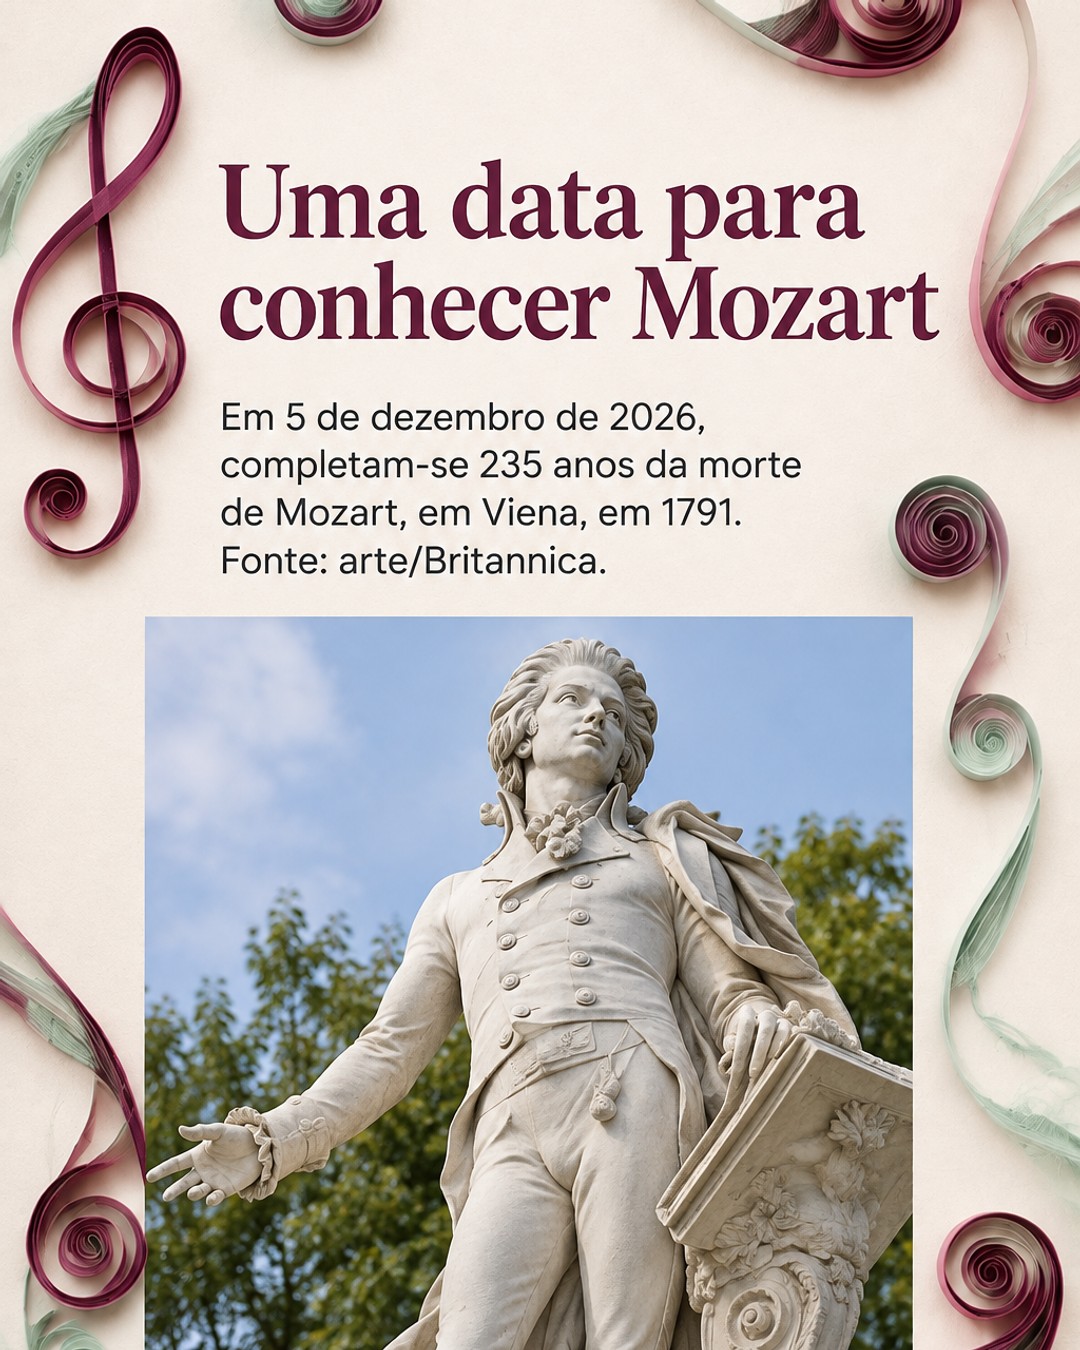 Uma data para
conhecer Mozart
Em 5 de dezembro de 2026,
completam-se 235 anos da morte
de Mozart, em Viena, em 1791.
Fonte: arte/Britannica.